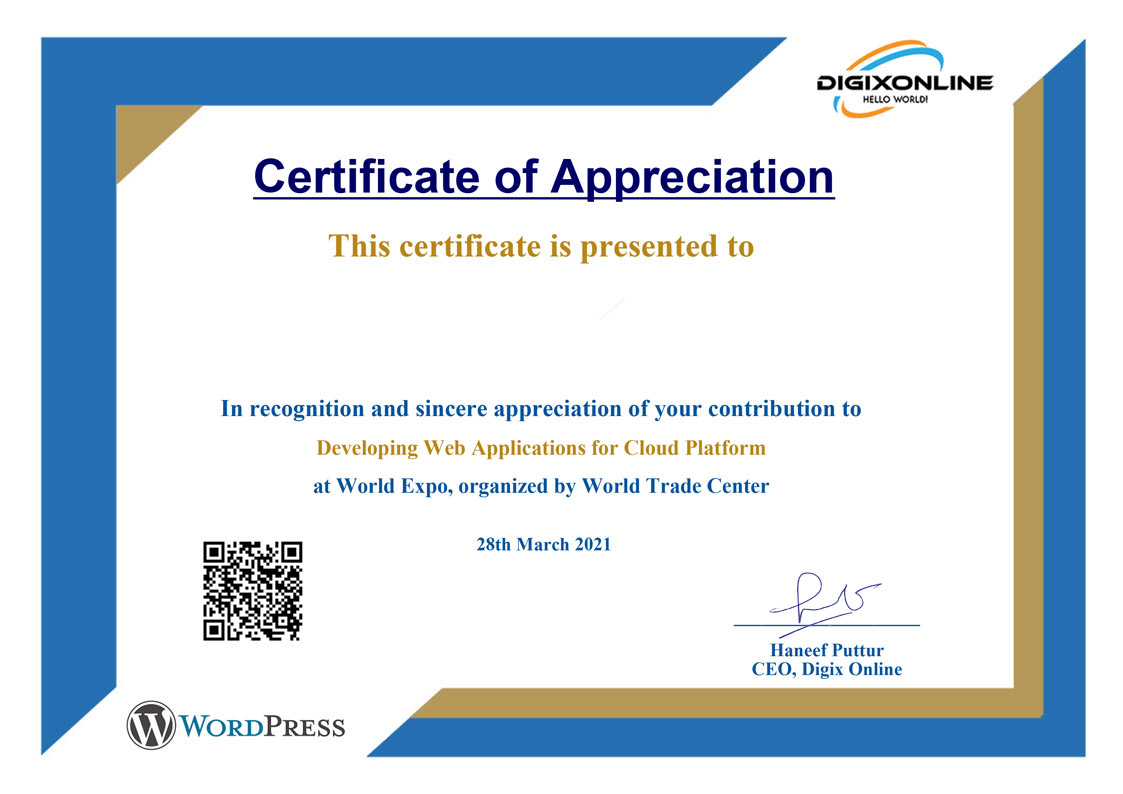 DIGIXONLINE
HELLO WORLD!
Certificate of Appreciation
This certificate is presented to
In recognition and sincere appreciation of your contribution to
Developing Web Applications for Cloud Platform
at World Expo, organized by World Trade Center
28th March 2021
Haneef Puttur
CEO, Digix Online
WORDPRESS